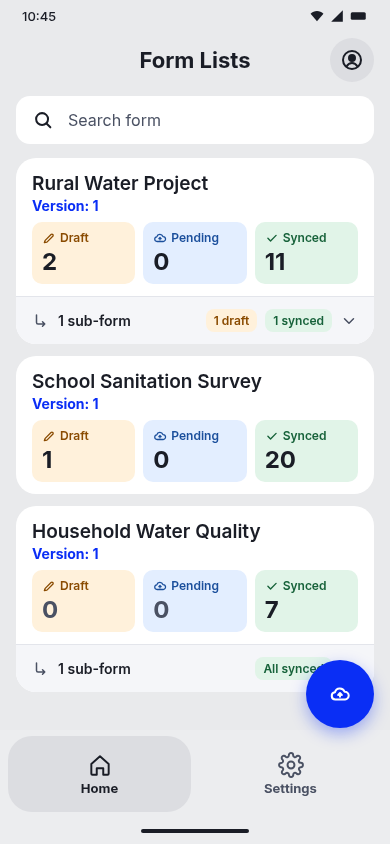 10:45
Form Lists
Search form
Rural Water Project
Version: 1
Draft Pending Synced
2 0 11
1 sub-form 1 draft 1 synced
School Sanitation Survey
Version: 1
Draft Pending Synced
1 0 20
Household Water Quality
Version: 1
Draft Pending Synced
0 0 7
1 sub-form All synced
Home Settings